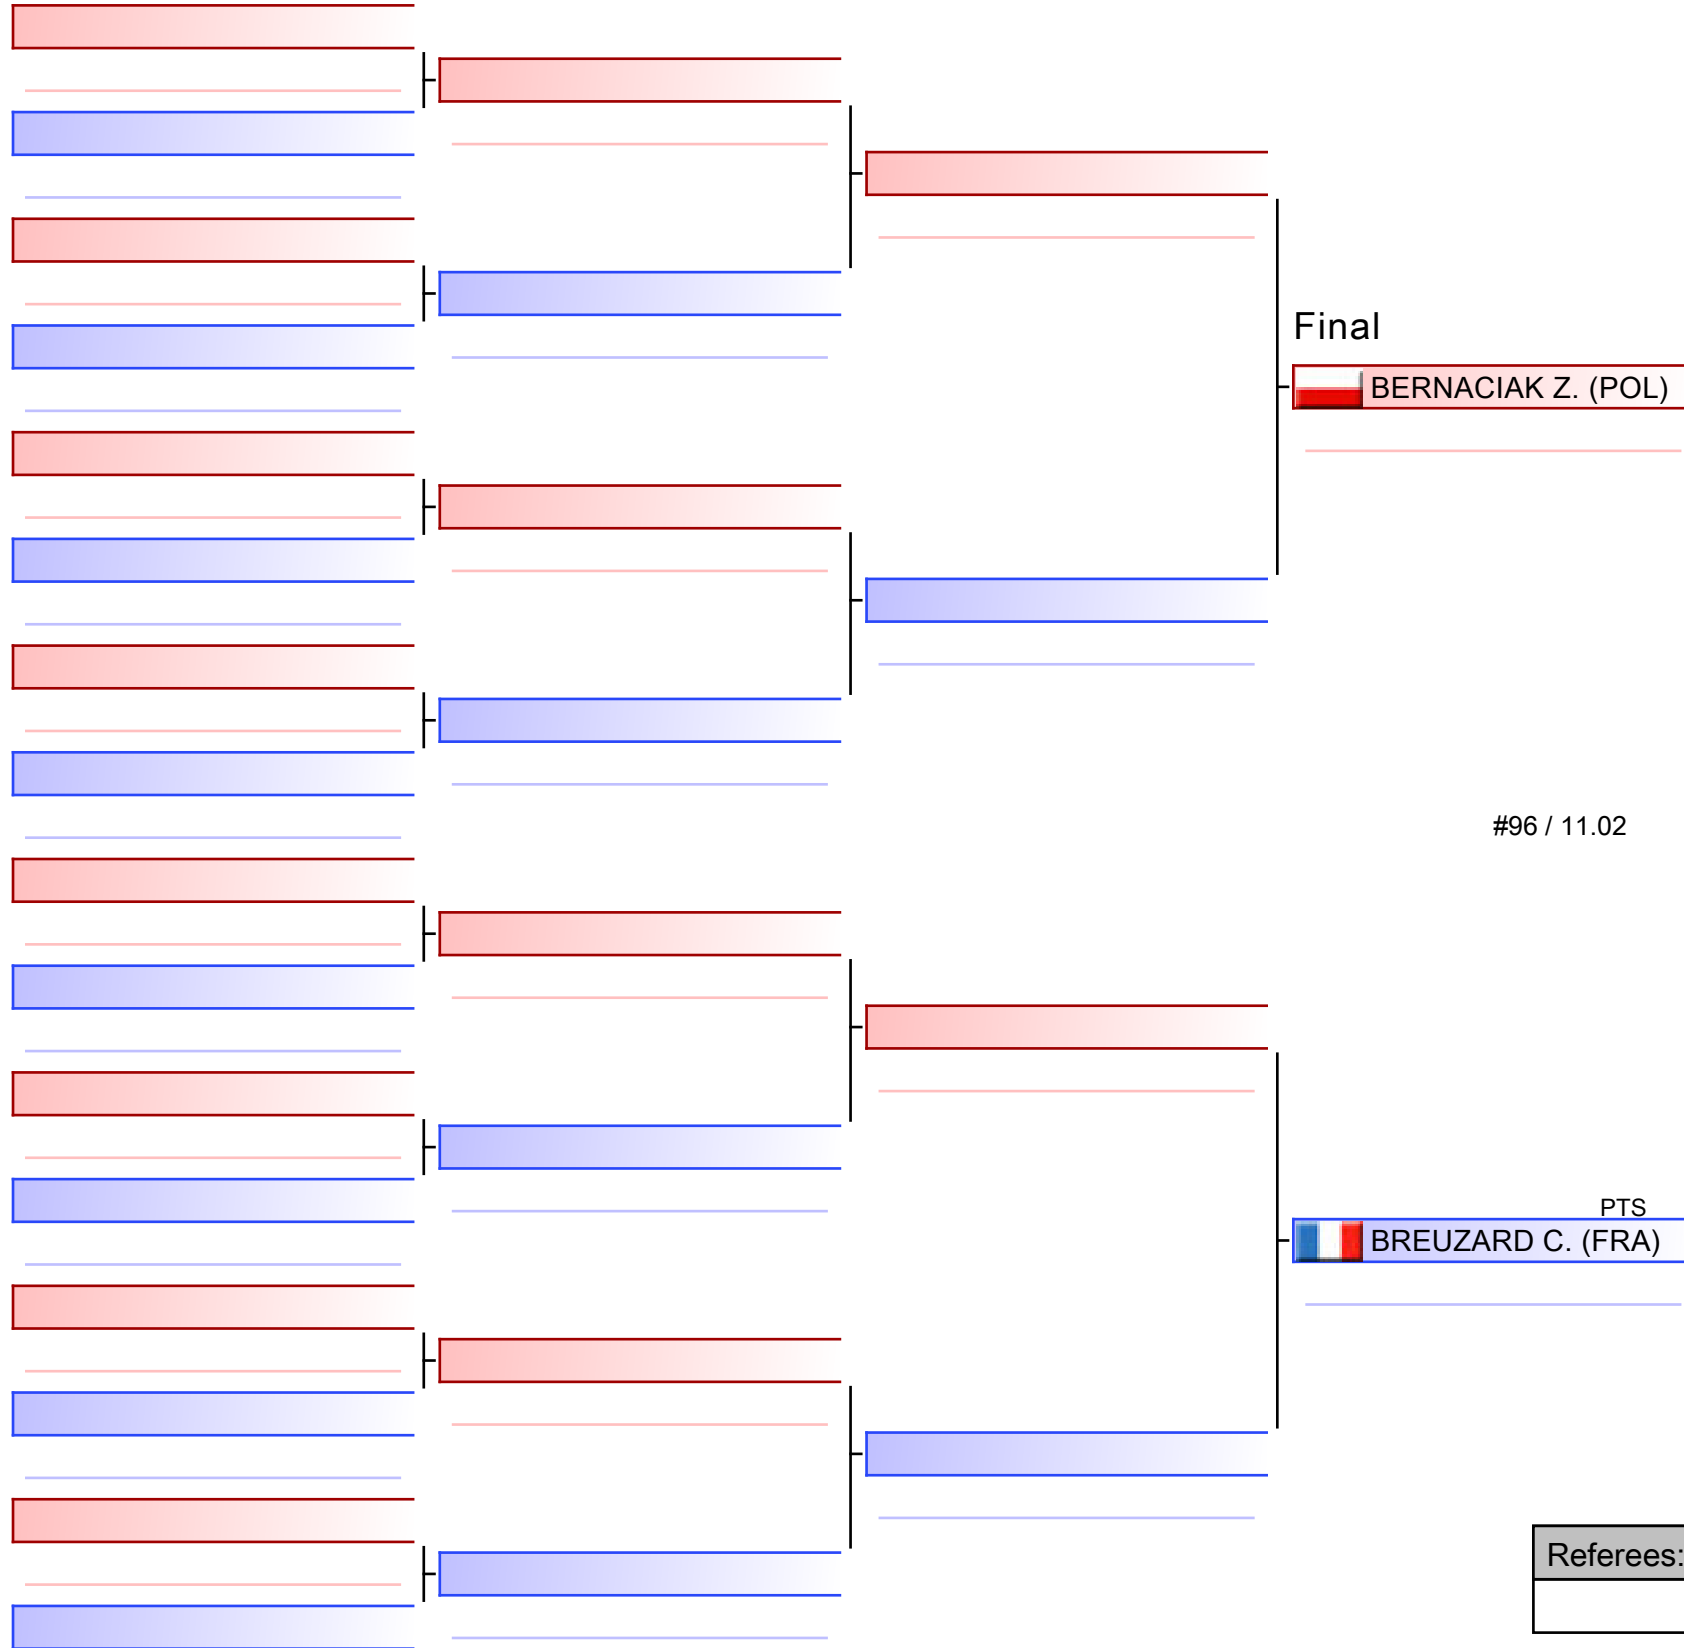 Final
BERNACIAK Z. (POL)
#96 / 11.02
PTS
BREUZARD C. (FRA)
Referees: